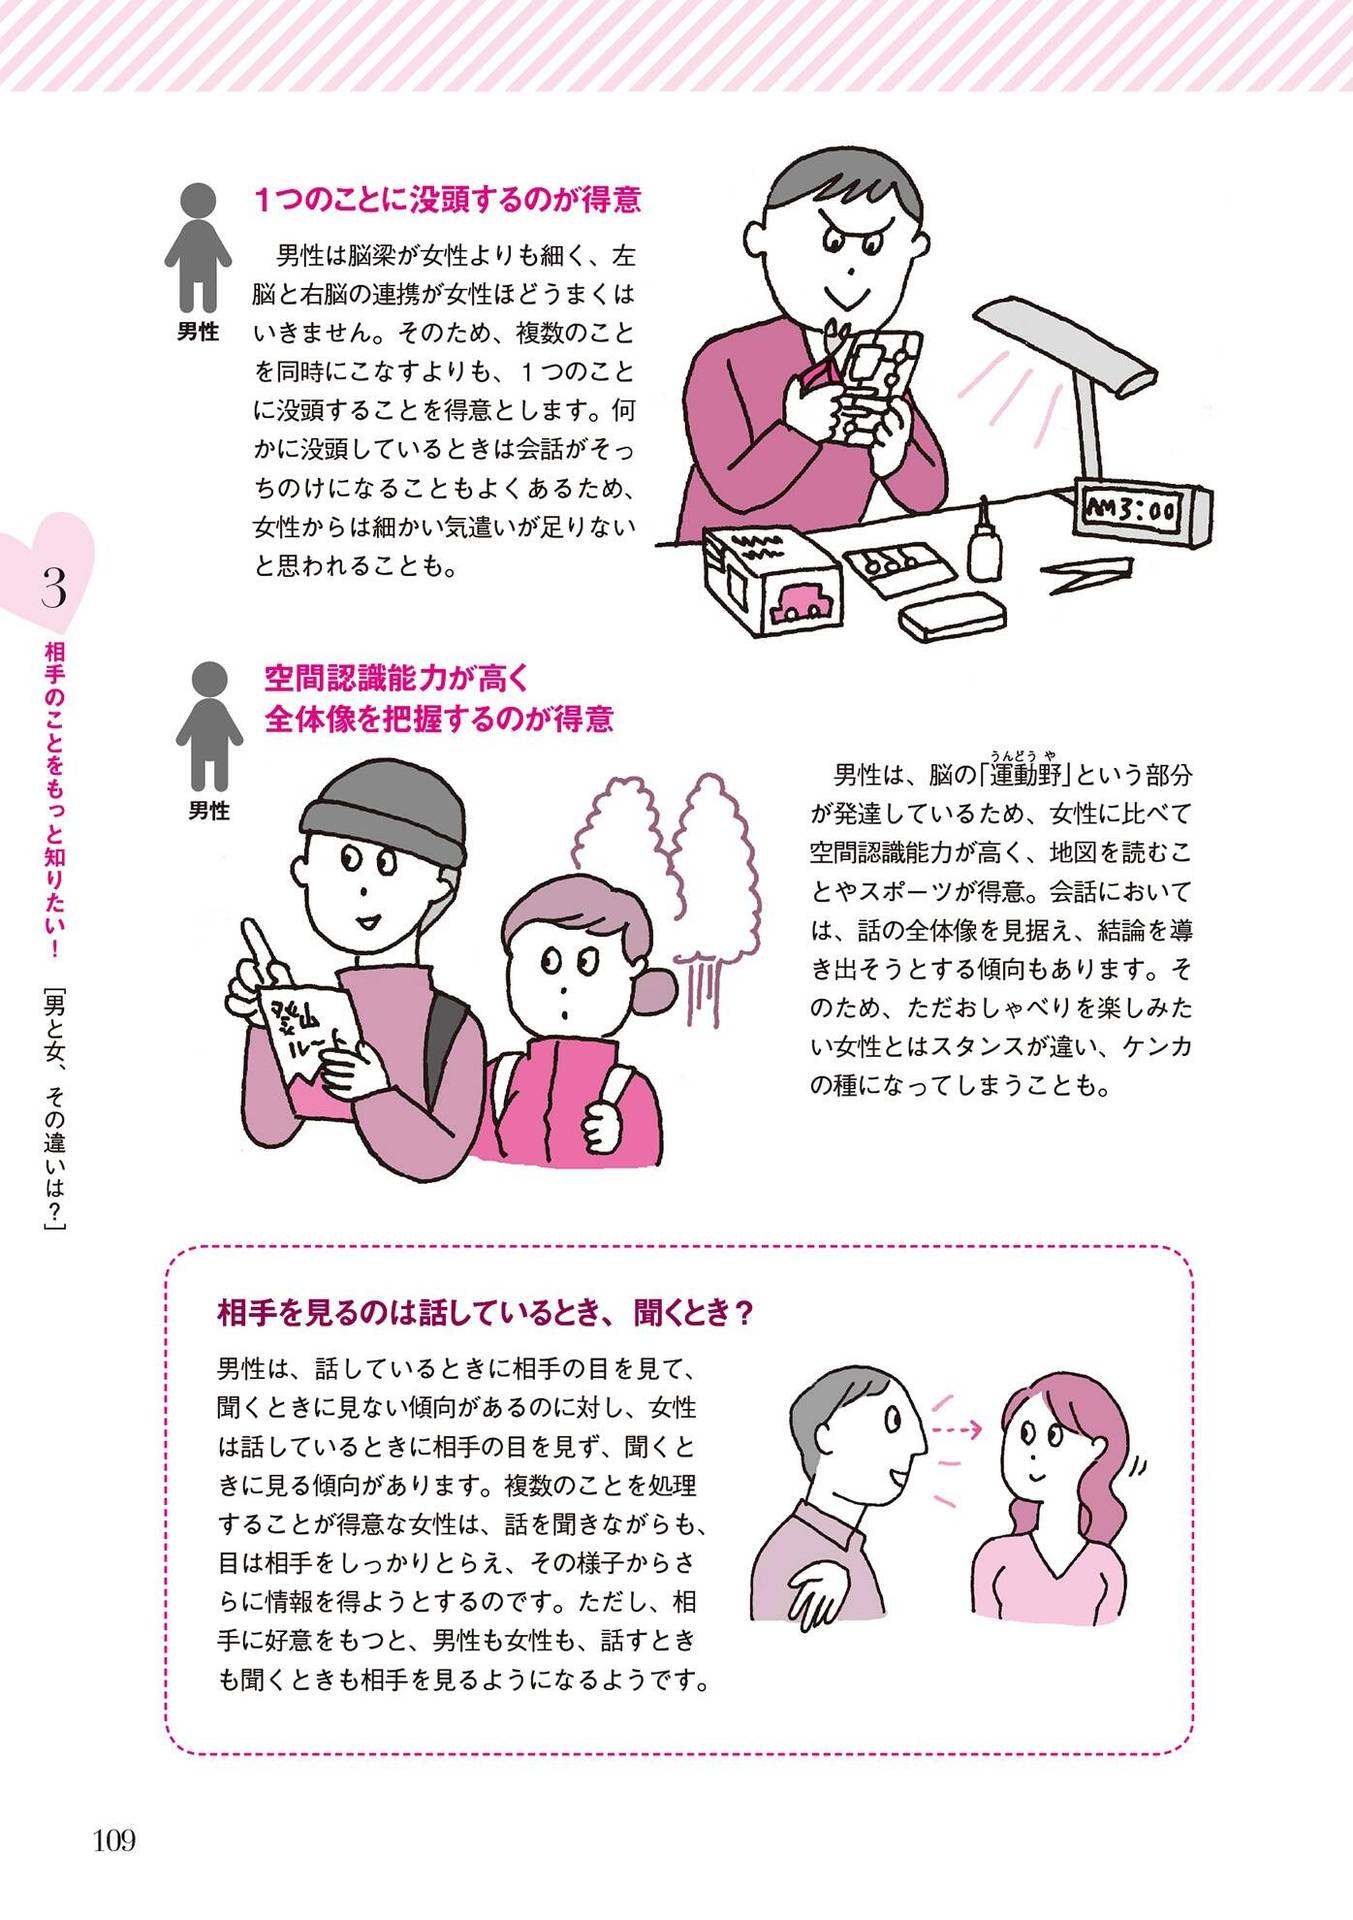 1つのことに没頭するのが得意
男性
男性は脳梁が女性よりも細く、左
脳と右脳の連携が女性ほどうまくは
いきません。そのため、複数のこと
を同時にこなすよりも、1つのこと
に没頭することを得意とします。何
かに没頭しているときは会話がそっ
ちのけになることもよくあるため、
女性からは細かい気遣いが足りない
と思われることも。
AM3:00
空間認識能力が高く
全体像を把握するのが得意
男性
登山
ルート
うんどうや
男性は、脳の「運動野」という部分
が発達しているため、女性に比べて
空間認識能力が高く、地図を読むこ
とやスポーツが得意。会話において
は、話の全体像を見据え、結論を導
き出そうとする傾向もあります。そ
のため、ただおしゃべりを楽しみた
い女性とはスタンスが違い、ケンカ
の種になってしまうことも。
相手を見るのは話しているとき、聞くとき?
男性は、話しているときに相手の目を見て、
聞くときに見ない傾向があるのに対し、女性
は話しているときに相手の目を見ず、聞くと
きに見る傾向があります。複数のことを処理
することが得意な女性は、話を聞きながらも、
目は相手をしっかりとらえ、その様子からさ
らに情報を得ようとするのです。ただし、相
手に好意をもつと、男性も女性も、話すとき
も聞くときも相手を見るようになるようです。
3
相手のことをもっと知りたい!
[男と女、その違いは?]
109